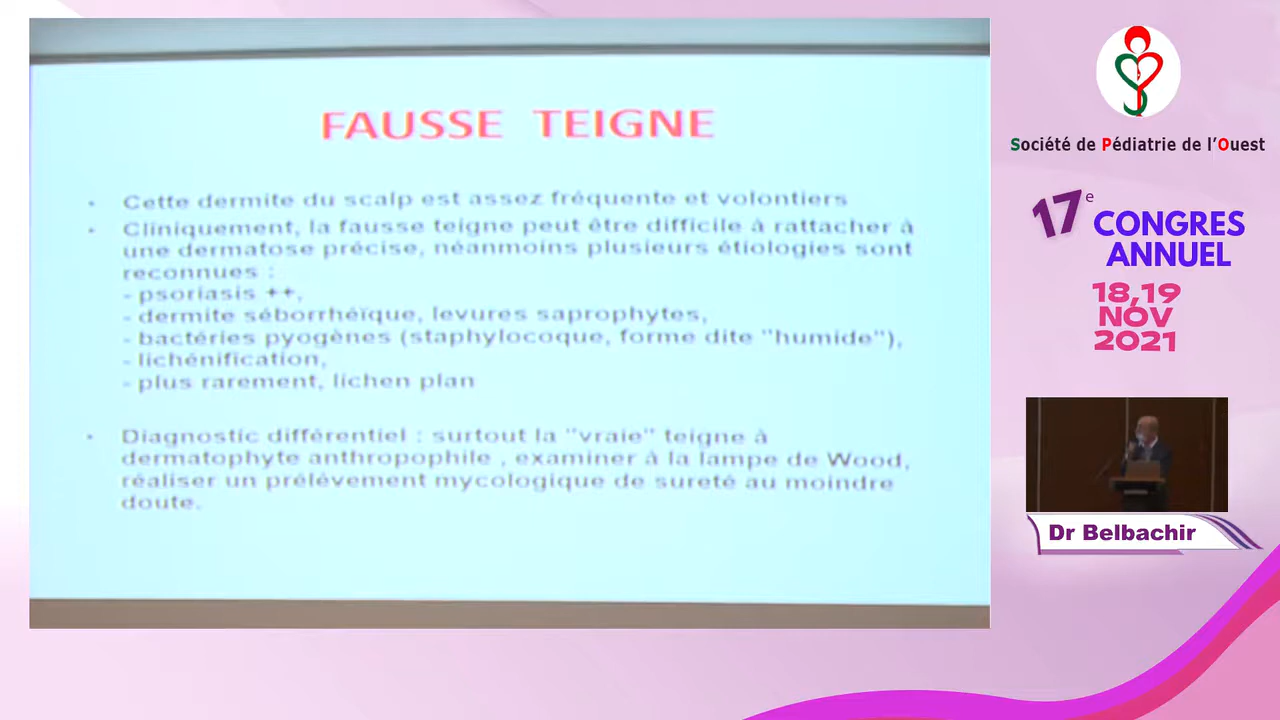 FAUSSE TEIGNE
• Cette dermite du scalp est assez fréquente et volontiers
• Cliniquement, la fausse teigne peut être difficile à rattacher à
une dermatose précise, néanmoins plusieurs étiologies sont
reconnues :
- psoriasis ++,
- dermite séborrhéïque, levures saprophytes,
- bactéries pyogènes (staphylocoque, forme dite "humide"),
- lichénification,
- plus rarement, lichen plan
• Diagnostic différentiel : surtout la "vraie" teigne à
dermatophyte anthropophile , examiner à la lampe de Wood,
réaliser un prélèvement mycologique de sureté au moindre
doute.
Société de Pédiatrie de l'Ouest
17e
CONGRES
ANNUEL
18,19
NOV
2021
Dr Belbachir